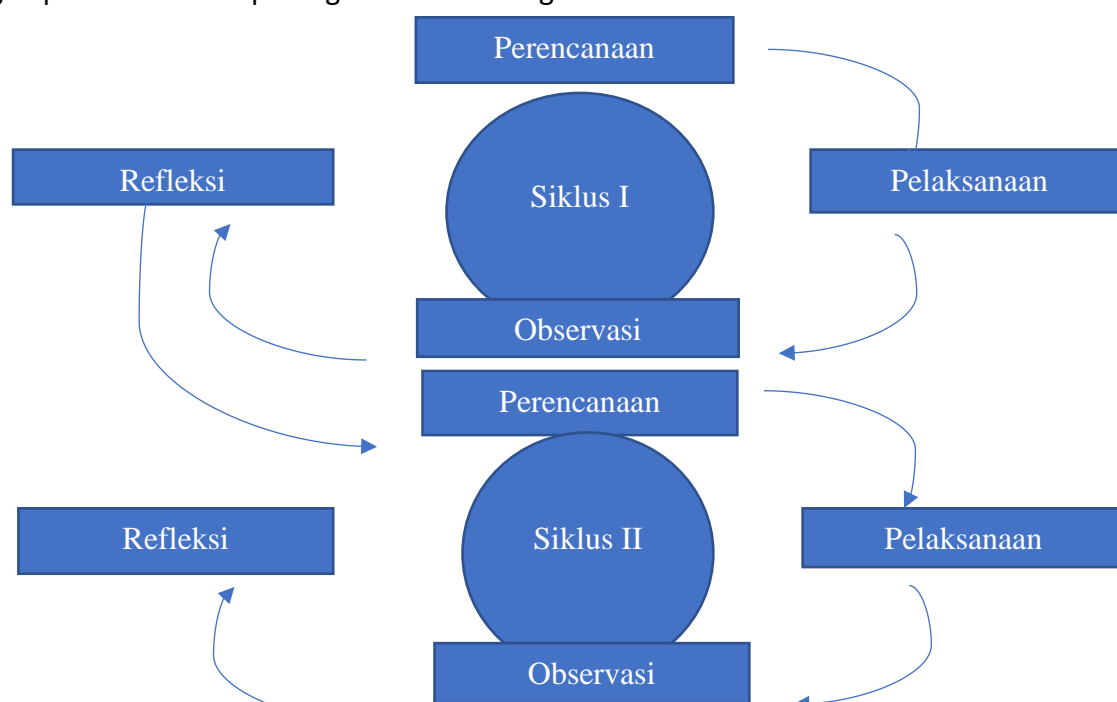 Perencanaan
Refleksi
Pelaksanaan
Siklus I
Observasi
Perencanaan
Refleksi
Siklus II
Pelaksanaan
Observasi